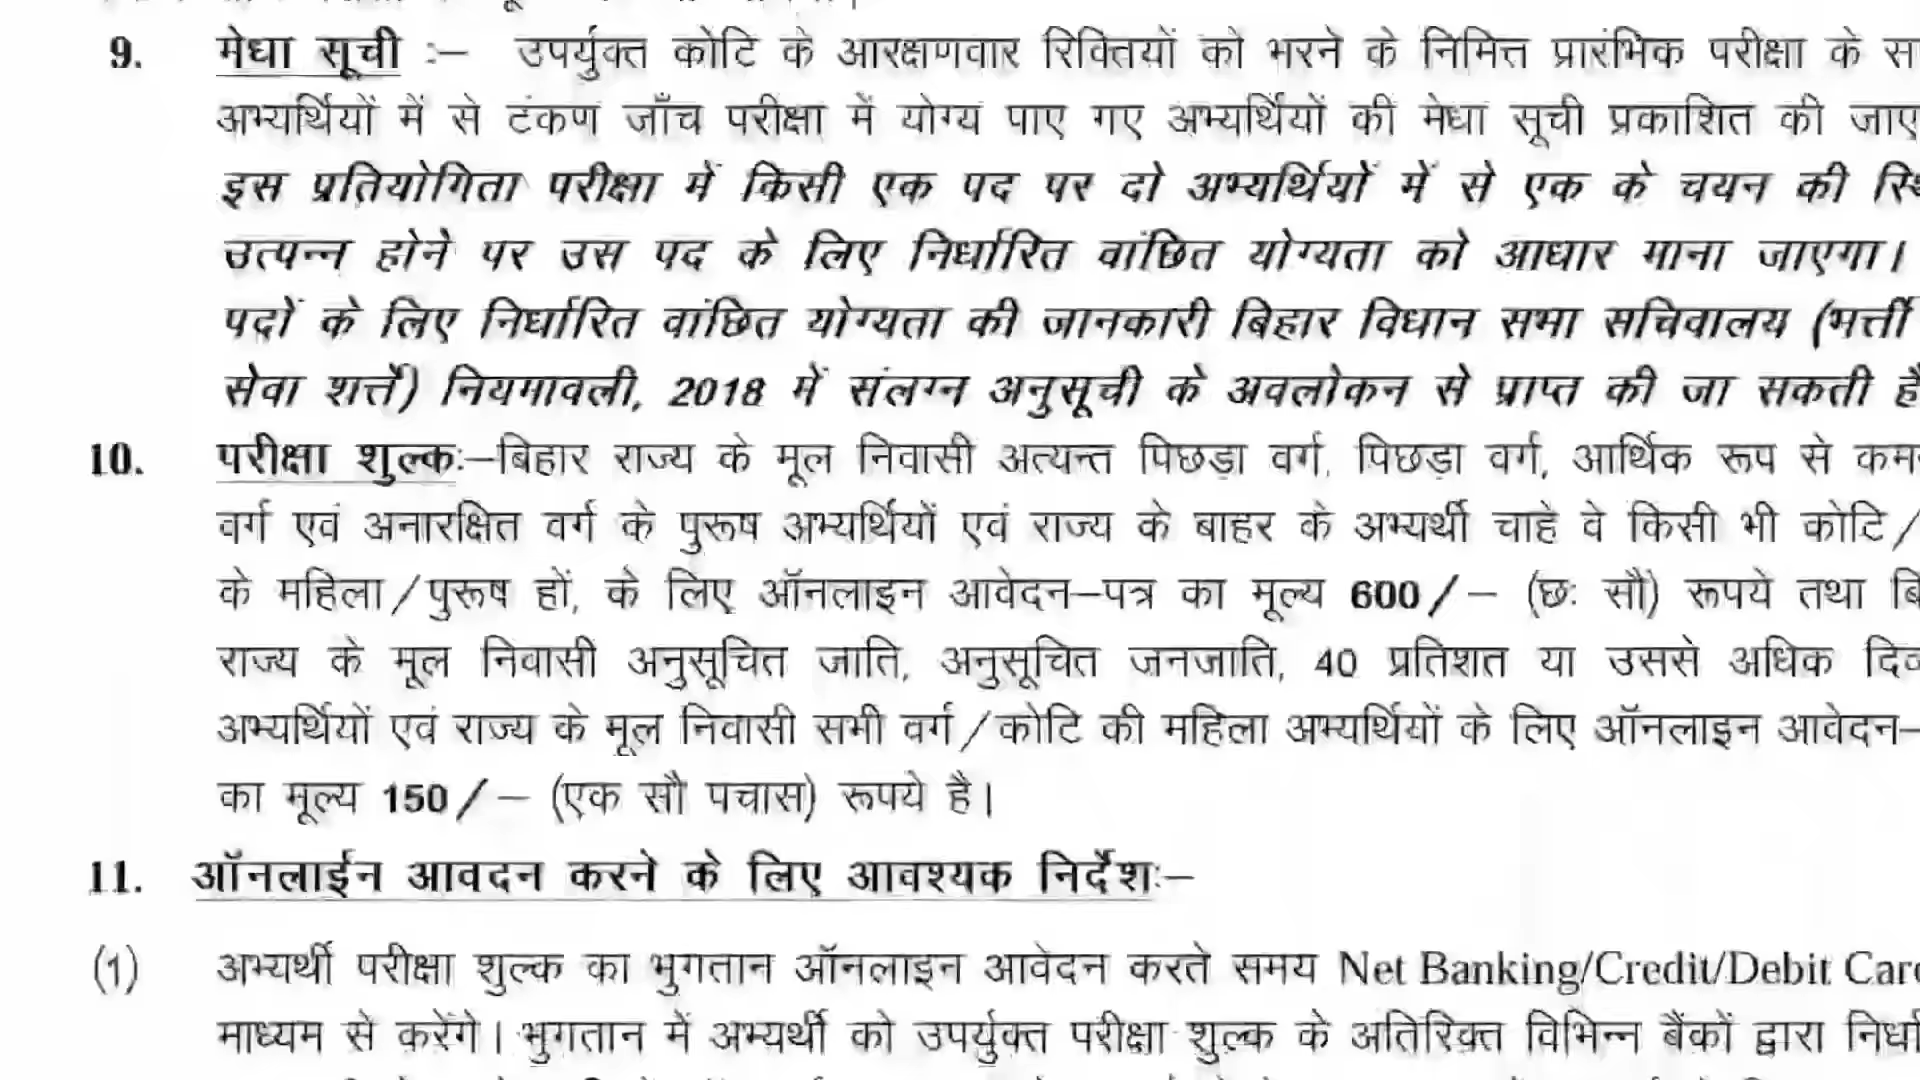 9. मेधा सूची :– उपर्युक्त कोटि के आरक्षणवार रिक्तियों को भरने के निमित्त प्रारंभिक परीक्षा के
अभ्यर्थियों में से टंकण जाँच परीक्षा में योग्य पाए गए अभ्यर्थियों की मेधा सूची प्रकाशित की
इस प्रतियोगिता परीक्षा में किसी एक पद पर दो अभ्यर्थियों में से एक के चयन की
उत्पन्न होने पर उस पद के लिए निर्धारित वांछित योग्यता को आधार माना जाएगा।
पदों के लिए निर्धारित वांछित योग्यता की जानकारी बिहार विधान सभा सचिवालय (भर्त्ती
सेवा शर्त्तें) नियमावली, 2018 में संलग्न अनुसूची के अवलोकन से प्राप्त की जा सकती
10. परीक्षा शुल्क:–बिहार राज्य के मूल निवासी अत्यन्त पिछड़ा वर्ग, पिछड़ा वर्ग, आर्थिक रूप से
वर्ग एवं अनारक्षित वर्ग के पुरूष अभ्यर्थियों एवं राज्य के बाहर के अभ्यर्थी चाहे वे किसी भी कोटि/
के महिला/पुरूष हों, के लिए ऑनलाइन आवेदन–पत्र का मूल्य 600/– (छः सौ) रूपये तथा
राज्य के मूल निवासी अनुसूचित जाति, अनुसूचित जनजाति, 40 प्रतिशत या उससे अधिक
अभ्यर्थियों एवं राज्य के मूल निवासी सभी वर्ग/कोटि की महिला अभ्यर्थियों के लिए ऑनलाइन आवेदन–
का मूल्य 150/– (एक सौ पचास) रूपये है।
11. ऑनलाईन आवदन करने के लिए आवश्यक निर्देश:–
(1) अभ्यर्थी परीक्षा शुल्क का भुगतान ऑनलाइन आवेदन करते समय Net Banking/Credit/Debit
माध्यम से करेंगे। भुगतान में अभ्यर्थी को उपर्युक्त परीक्षा शुल्क के अतिरिक्त विभिन्न बैंकों द्वारा